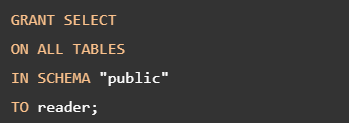 GRANT SELECT
ON ALL TABLES
IN SCHEMA "public"
TO reader;